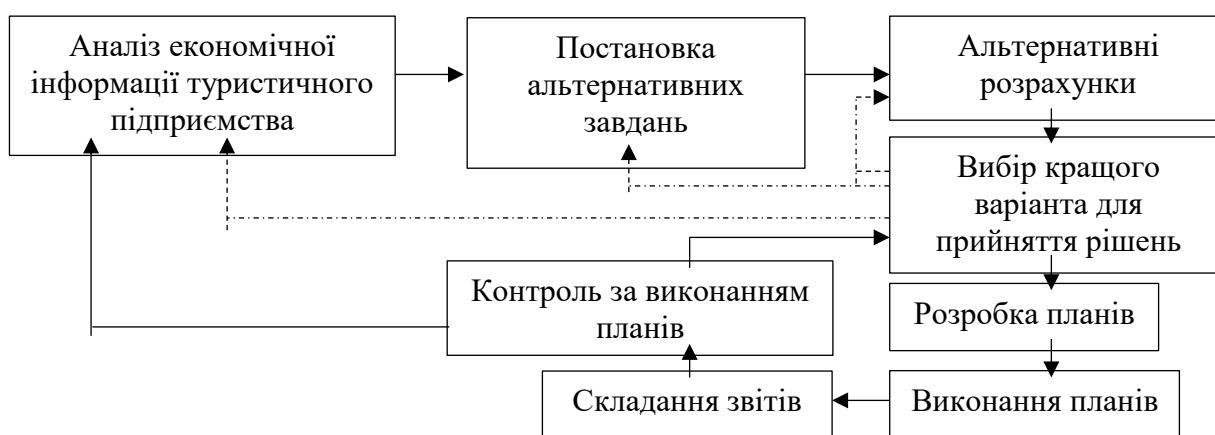 Аналіз економічної
інформації туристичного
підприємства
Постановка
альтернативних
завдань
Альтернативні
розрахунки
Вибір кращого
варіанта для
прийняття рішень
Контроль за виконанням
планів
Розробка планів
Складання звітів
Виконання планів